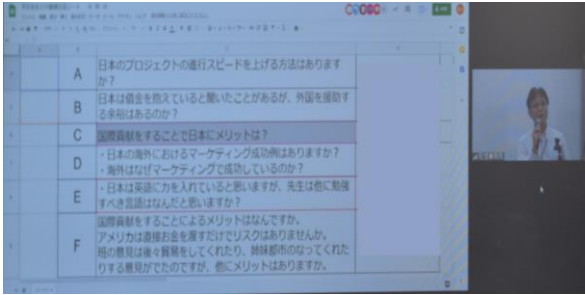 A
日本のプロジェクトの進行スピードを上げる方法はあります
か？
B
日本は借金を抱えていると聞いたことがあるが、外国を援助す
る余裕はあるのか？
C
国際貢献をすることで日本にメリットは？
D
・日本の海外におけるマーケティング成功例はありますか？
・海外はなぜマーケティングで成功しているのか？
E
・日本は英語に力を入れていると思いますが、先生は他に勉強
すべき言語はなんだと思いますか？
F
国際貢献をすることによるメリットはなんですか。
アメリカは直接お金を渡すだけでリスクはありませんか。
班の意見は後々貿易をしてくれたり、姉妹都市のなってくれた
りする意見がでたのですが、他にメリットはありますか。